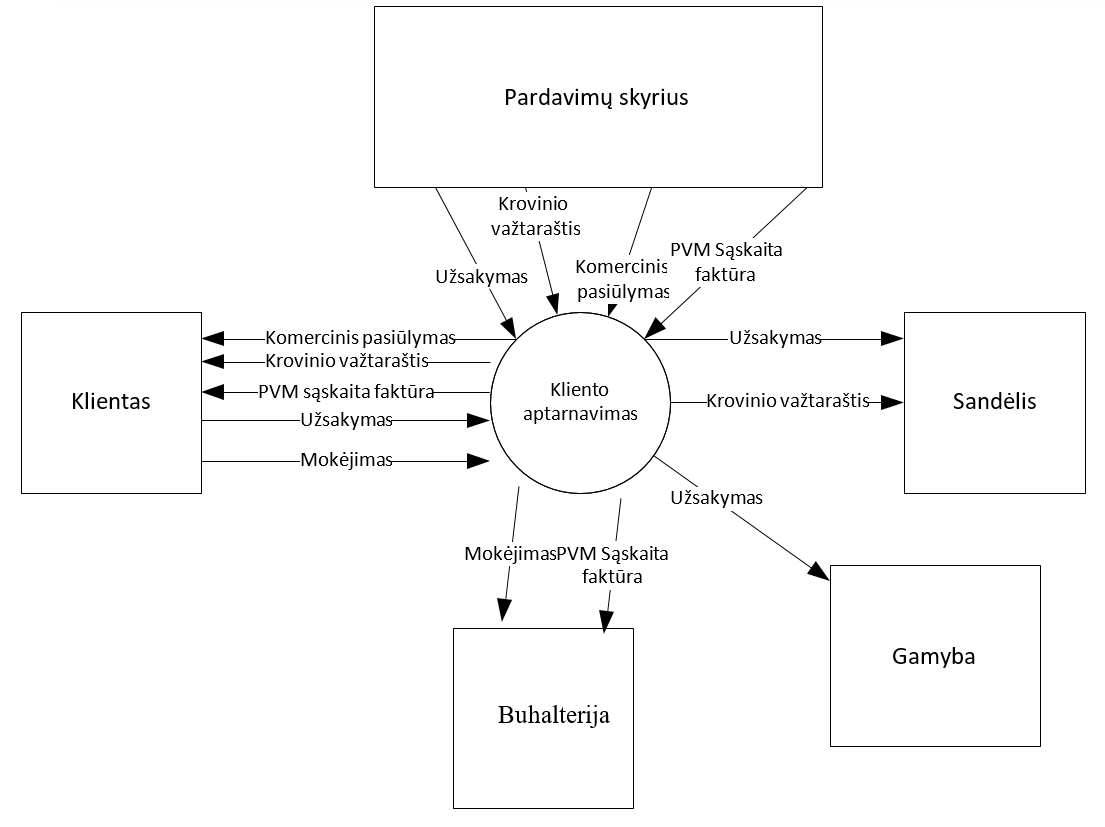 Pardavimų skyrius
Krovinio
važtaraštis
Užsakymas
Komercinis
pasiūlymas
PVM Sąskaita
faktūra
Komercinis pasiūlymas
Krovinio važtaraštis
PVM sąskaita faktūra
Užsakymas
Mokėjimas
Klientas
Kliento
aptarnavimas
Užsakymas
Krovinio važtaraštis
Sandėlis
Užsakymas
Mokėjimas
PVM Sąskaita
faktūra
Gamyba
Buhalterija